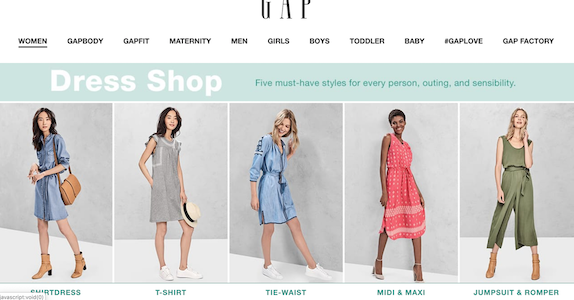 GAP
WOMEN GAPBODY GAPFIT MATERNITY MEN GIRLS BOYS TODDLER BABY #GAPLOVE GAP FACTORY
Dress Shop Five must-have styles for every person, outing, and sensibility.
SHIRTDRESS T-SHIRT TIE-WAIST MIDI & MAXI JUMPSUIT & ROMPER
javascript:void(0)